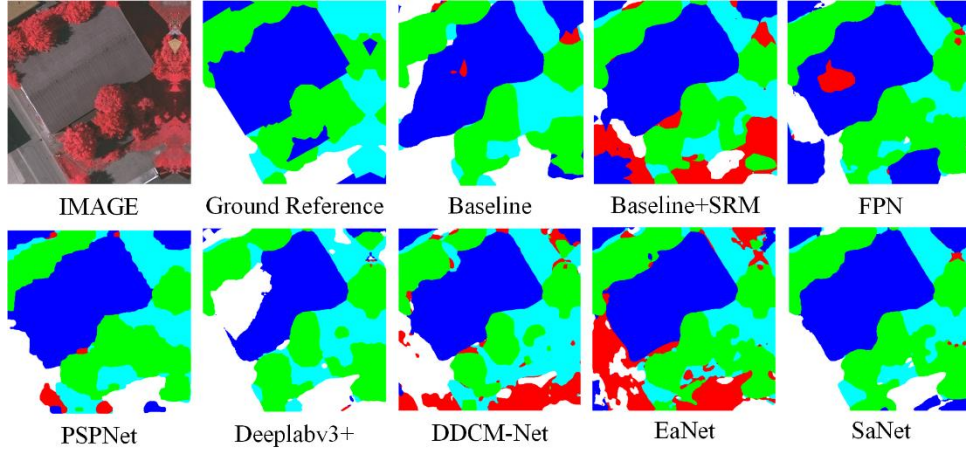 IMAGE
Ground Reference
Baseline
Baseline+SRM
FPN
PSPNet
Deeplabv3+
DDCM-Net
EaNet
SaNet